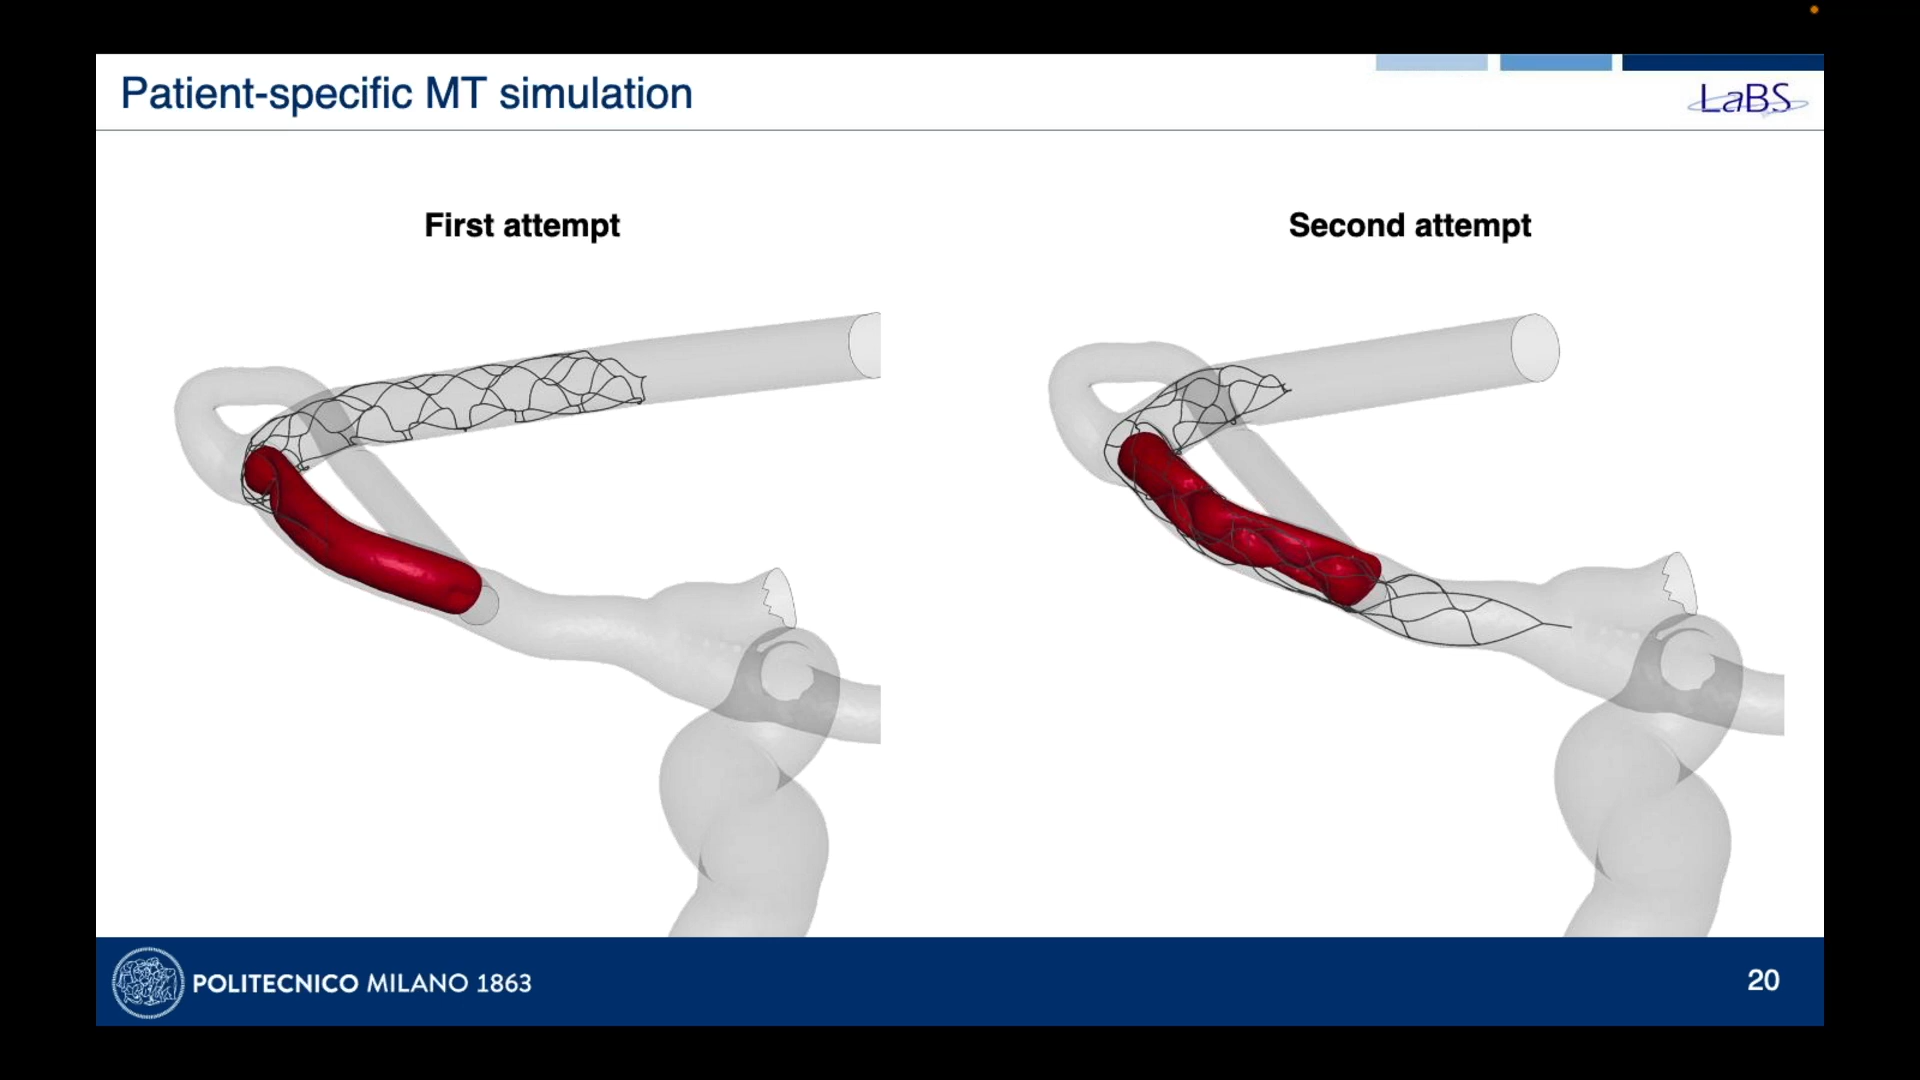 Patient-specific MT simulation
LaBS
First attempt
Second attempt
POLITECNICO MILANO 1863
20